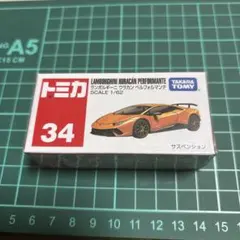 A5
トミカ
LAMBORGHINI HURACÁN PERFORMANTE
ランボルギーニ ウラカン ペルフォルマンテ
SCALE 1/62
TAKARA
TOMY
34
サスペンション